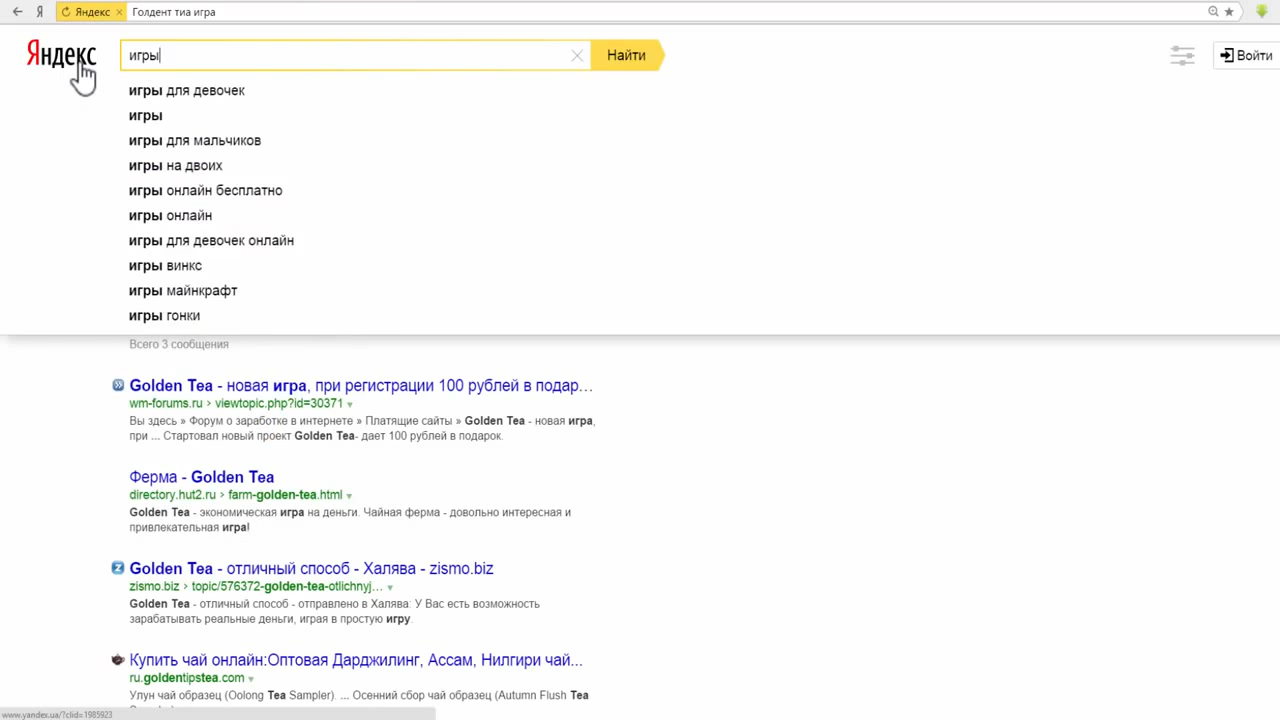 Я Яндекс × Голдент тиа игра
Яндекс игры Найти Войти
игры для девочек
игры
игры для мальчиков
игры на двоих
игры онлайн бесплатно
игры онлайн
игры для девочек онлайн
игры винкс
игры майнкрафт
игры гонки
Всего 3 сообщения
Golden Tea - новая игра, при регистрации 100 рублей в подар...
wm-forums.ru › viewtopic.php?id=30371
Вы здесь » Форум о заработке в интернете » Платящие сайты » Golden Tea - новая игра,
при ... Стартовал новый проект Golden Tea- дает 100 рублей в подарок.
Ферма - Golden Tea
directory.hut2.ru › farm-golden-tea.html
Golden Tea - экономическая игра на деньги. Чайная ферма - довольно интересная и
привлекательная игра!
Golden Tea - отличный способ - Халява - zismo.biz
zismo.biz › topic/576372-golden-tea-otlichnyj...
Golden Tea - отличный способ - отправлено в Халява: У Вас есть возможность
зарабатывать реальные деньги, играя в простую игру.
Купить чай онлайн:Оптовая Дарджилинг, Ассам, Нилгири чай...
ru.goldentipstea.com
Улун чай образец (Oolong Tea Sampler). ... Осенний сбор чай образец (Autumn Flush Tea
www.yandex.ua/?clid=1985923